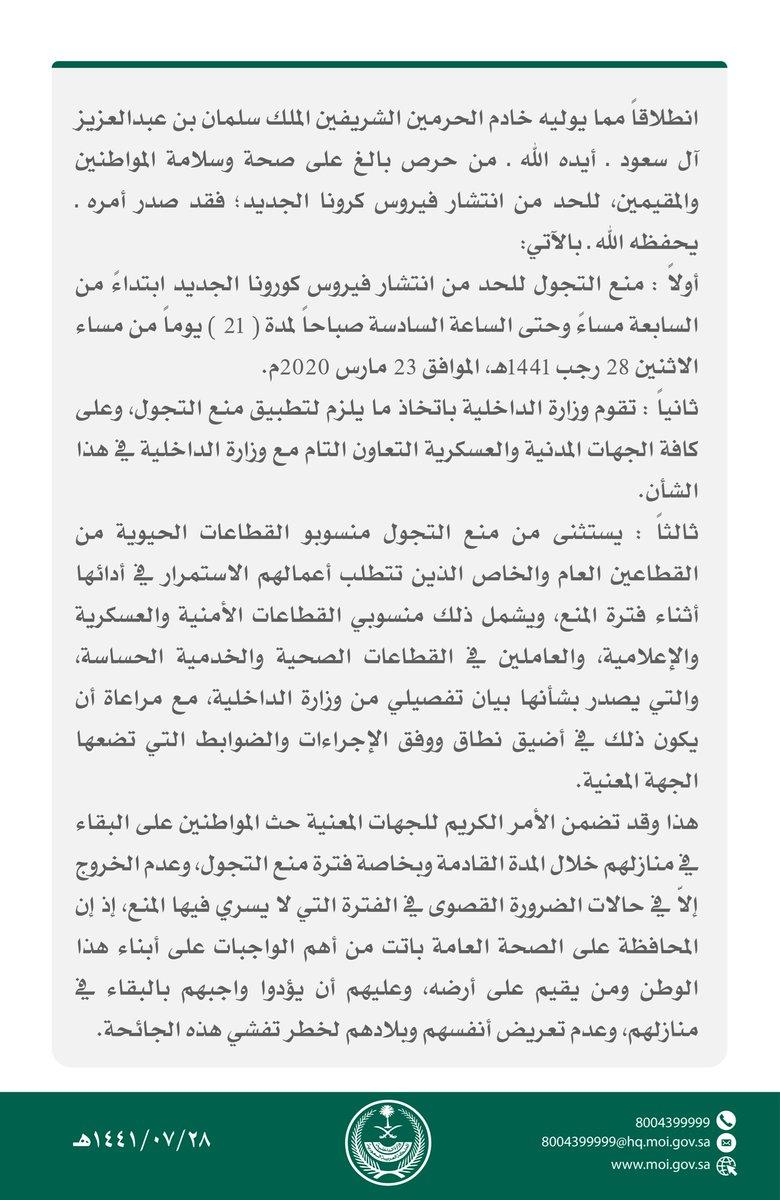 انطلاقاً مما يوليه خادم الحرمين الشريفين الملك سلمان بن عبدالعزيز
آل سعود . أيده الله . من حرص بالغ على صحة وسلامة المواطنين
والمقيمين، للحد من انتشار فيروس كرونا الجديد؛ فقد صدر أمره .
يحفظه الله . بالآتي:
أولاً : منع التجول للحد من انتشار فيروس كورونا الجديد ابتداءً من
السابعة مساءً وحتى الساعة السادسة صباحاً لمدة ( 21 ) يوماً من مساء
الاثنين 28 رجب 1441هـ، الموافق 23 مارس 2020م.
ثانياً : تقوم وزارة الداخلية باتخاذ ما يلزم لتطبيق منع التجول، وعلى
كافة الجهات المدنية والعسكرية التعاون التام مع وزارة الداخلية في هذا
الشأن.
ثالثاً : يستثنى من منع التجول منسوبو القطاعات الحيوية من
القطاعين العام والخاص الذين تتطلب أعمالهم الاستمرار في أدائها
أثناء فترة المنع، ويشمل ذلك منسوبي القطاعات الأمنية والعسكرية
والإعلامية، والعاملين في القطاعات الصحية والخدمية الحساسة،
والتي يصدر بشأنها بيان تفصيلي من وزارة الداخلية، مع مراعاة أن
يكون ذلك في أضيق نطاق ووفق الإجراءات والضوابط التي تضعها
الجهة المعنية.
هذا وقد تضمن الأمر الكريم للجهات المعنية حث المواطنين على البقاء
في منازلهم خلال المدة القادمة وبخاصة فترة منع التجول، وعدم الخروج
إلاّ في حالات الضرورة القصوى في الفترة التي لا يسري فيها المنع، إذ إن
المحافظة على الصحة العامة باتت من أهم الواجبات على أبناء هذا
الوطن ومن يقيم على أرضه، وعليهم أن يؤدوا واجبهم بالبقاء في
منازلهم، وعدم تعريض أنفسهم وبلادهم لخطر تفشي هذه الجائحة.
8004399999
8004399999@hq.moi.gov.sa
www.moi.gov.sa
١٤٤١/٠٧/٢٨هـ